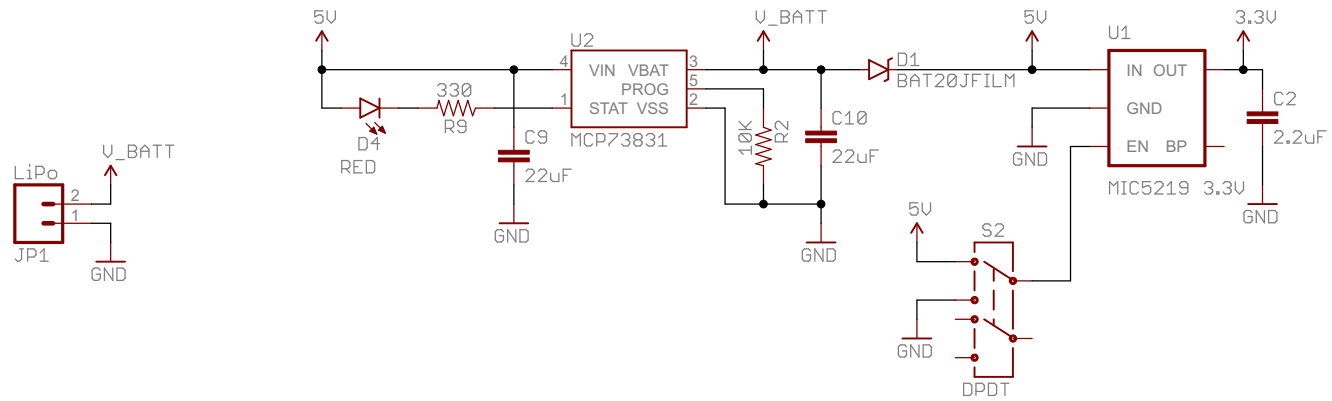 5V
V_BATT
5V
3.3V
U2
D1
U1
4
VIN VBAT
3
BAT20JFILM
IN OUT
330
PROG
5
1
STAT VSS
2
GND
C2
R9
10K
R2
C10
2.2uF
D4
MCP73831
C9
22uF
GND
EN BP
RED
22uF
V_BATT
LiPo
MIC5219 3.3V
2
5V
GND
1
GND
S2
GND
JP1
GND
GND
DPDT